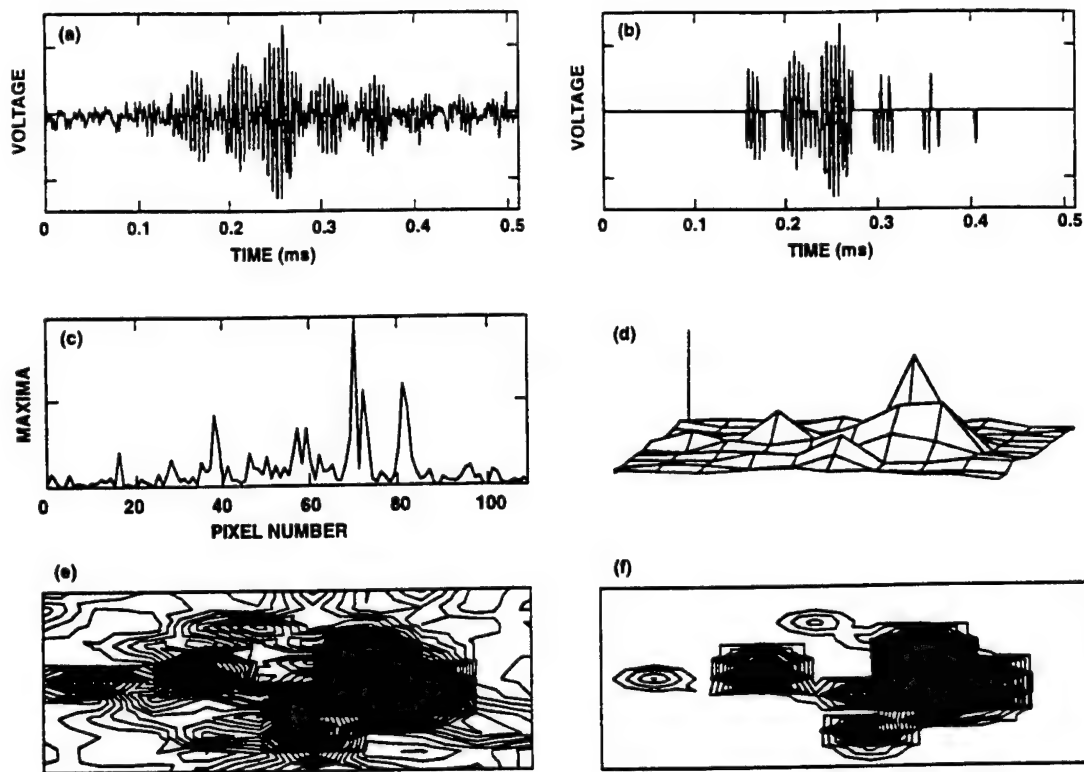 (a)
VOLTAGE
0 0.1 0.2 0.3 0.4 0.5
TIME (ms)
(b)
VOLTAGE
0 0.1 0.2 0.3 0.4 0.5
TIME (ms)
(c)
MAXIMA
0 20 40 60 80 100
PIXEL NUMBER
(d)
(e)
(f)